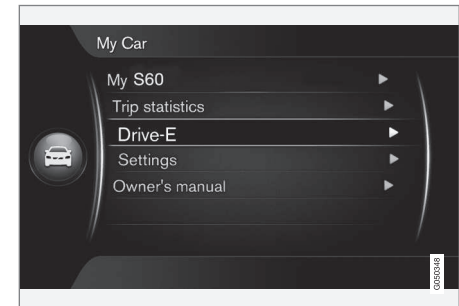 My Car
My S60
Trip statistics
Drive-E
Settings
Owner's manual
G050348